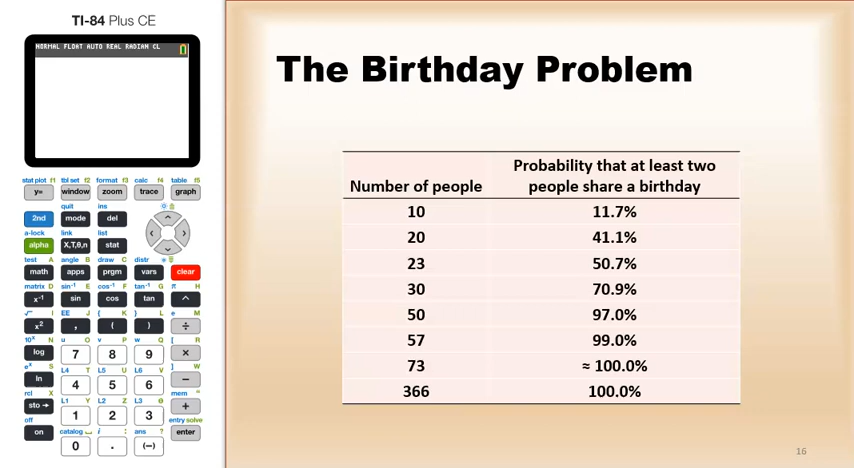 TI-84 Plus CE
NORMAL FLOAT AUTO REAL RADIAN CL
stat plot f1 tbl set f2 format f3 calc f4 table f5
y= window zoom trace graph
quit ins
2nd mode del
a-lock link list
alpha X,T,θ,n stat
test A angle B draw C distr
math apps prgm vars clear
matrix D sin⁻¹ E cos⁻¹ F tan⁻¹ G π H
x⁻¹ sin cos tan ^
√ I EE J { K } L e M
x² , ( ) ÷
10ˣ N u O v P w Q [ R
log 7 8 9 ×
eˣ S L4 T L5 U L6 V ] W
ln 4 5 6 −
rcl X L1 Y L2 Z L3 θ mem "
sto → 1 2 3 +
off catalog i : ans ? entry solve
on 0 . (−) enter
The Birthday Problem
Number of people Probability that at least two people share a birthday
10 11.7%
20 41.1%
23 50.7%
30 70.9%
50 97.0%
57 99.0%
73 ≈ 100.0%
366 100.0%
16